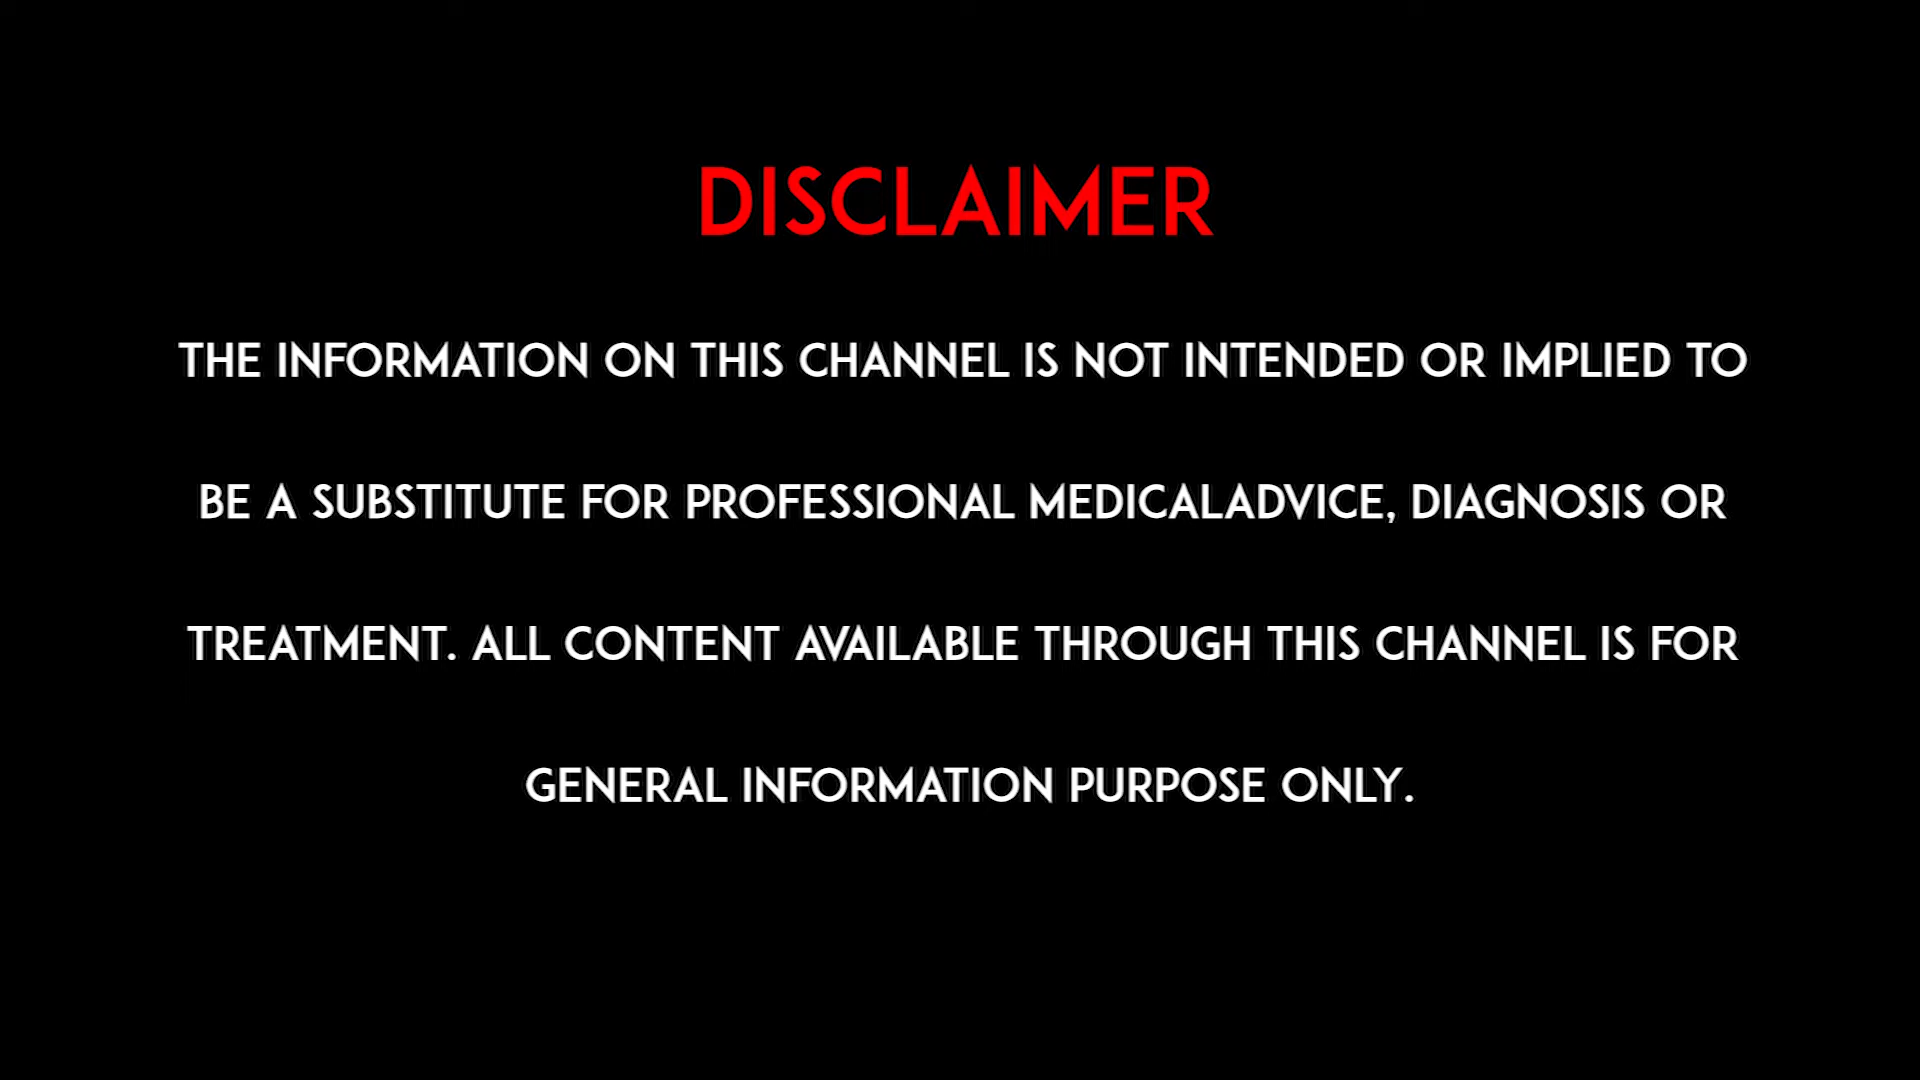 DISCLAIMER
THE INFORMATION ON THIS CHANNEL IS NOT INTENDED OR IMPLIED TO
BE A SUBSTITUTE FOR PROFESSIONAL MEDICALADVICE, DIAGNOSIS OR
TREATMENT. ALL CONTENT AVAILABLE THROUGH THIS CHANNEL IS FOR
GENERAL INFORMATION PURPOSE ONLY.